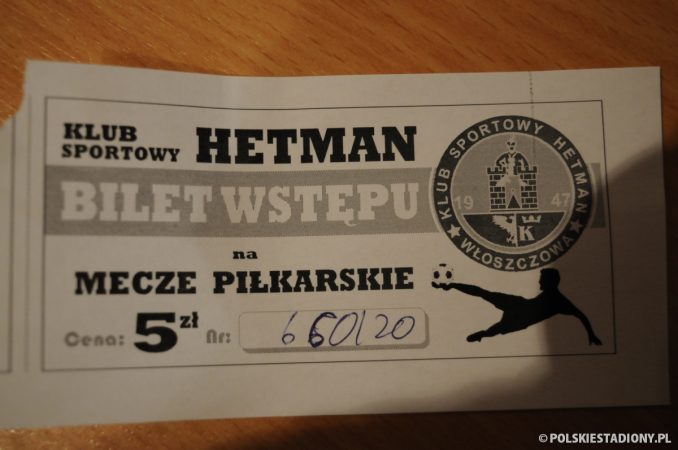 KLUB
SPORTOWY HETMAN
BILET WSTĘPU
na
MECZE PIŁKARSKIE
Cena: 5 zł Nr: 660/20
KLUB SPORTOWY HETMAN
19 47
K
★ WŁOSZCZOWA ★
© POLSKIESTADIONY.PL